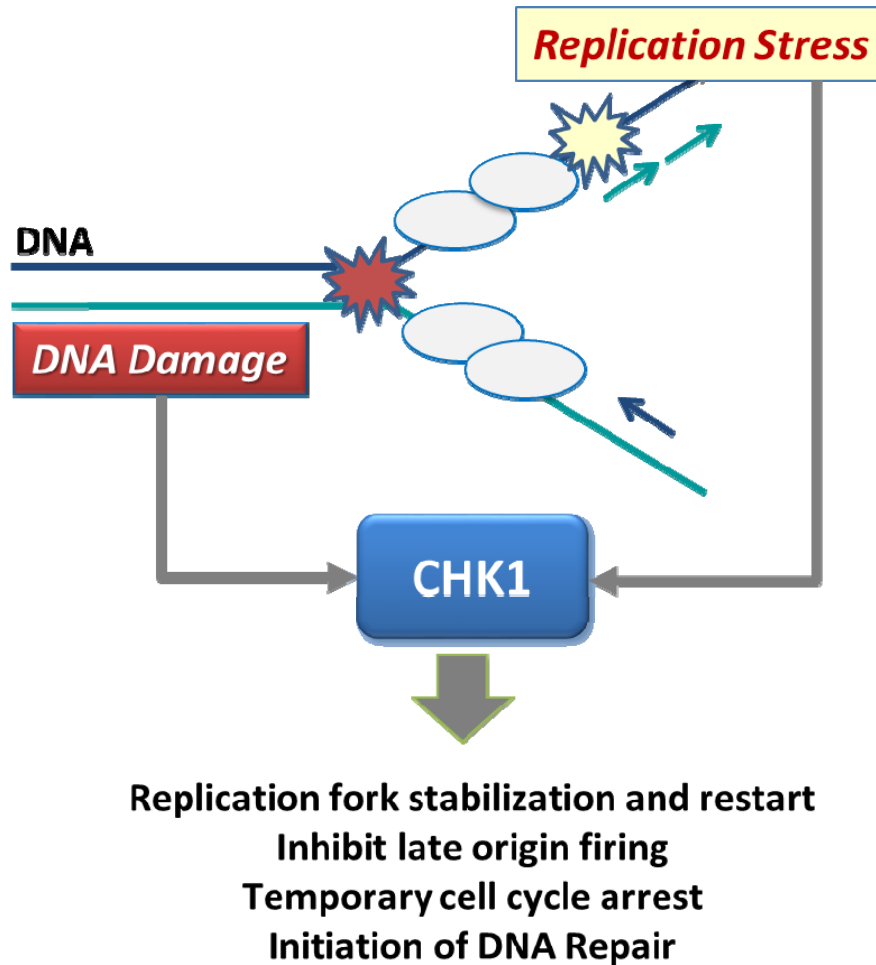 Replication Stress
DNA
DNA Damage
CHK1
Replication fork stabilization and restart
Inhibit late origin firing
Temporary cell cycle arrest
Initiation of DNA Repair